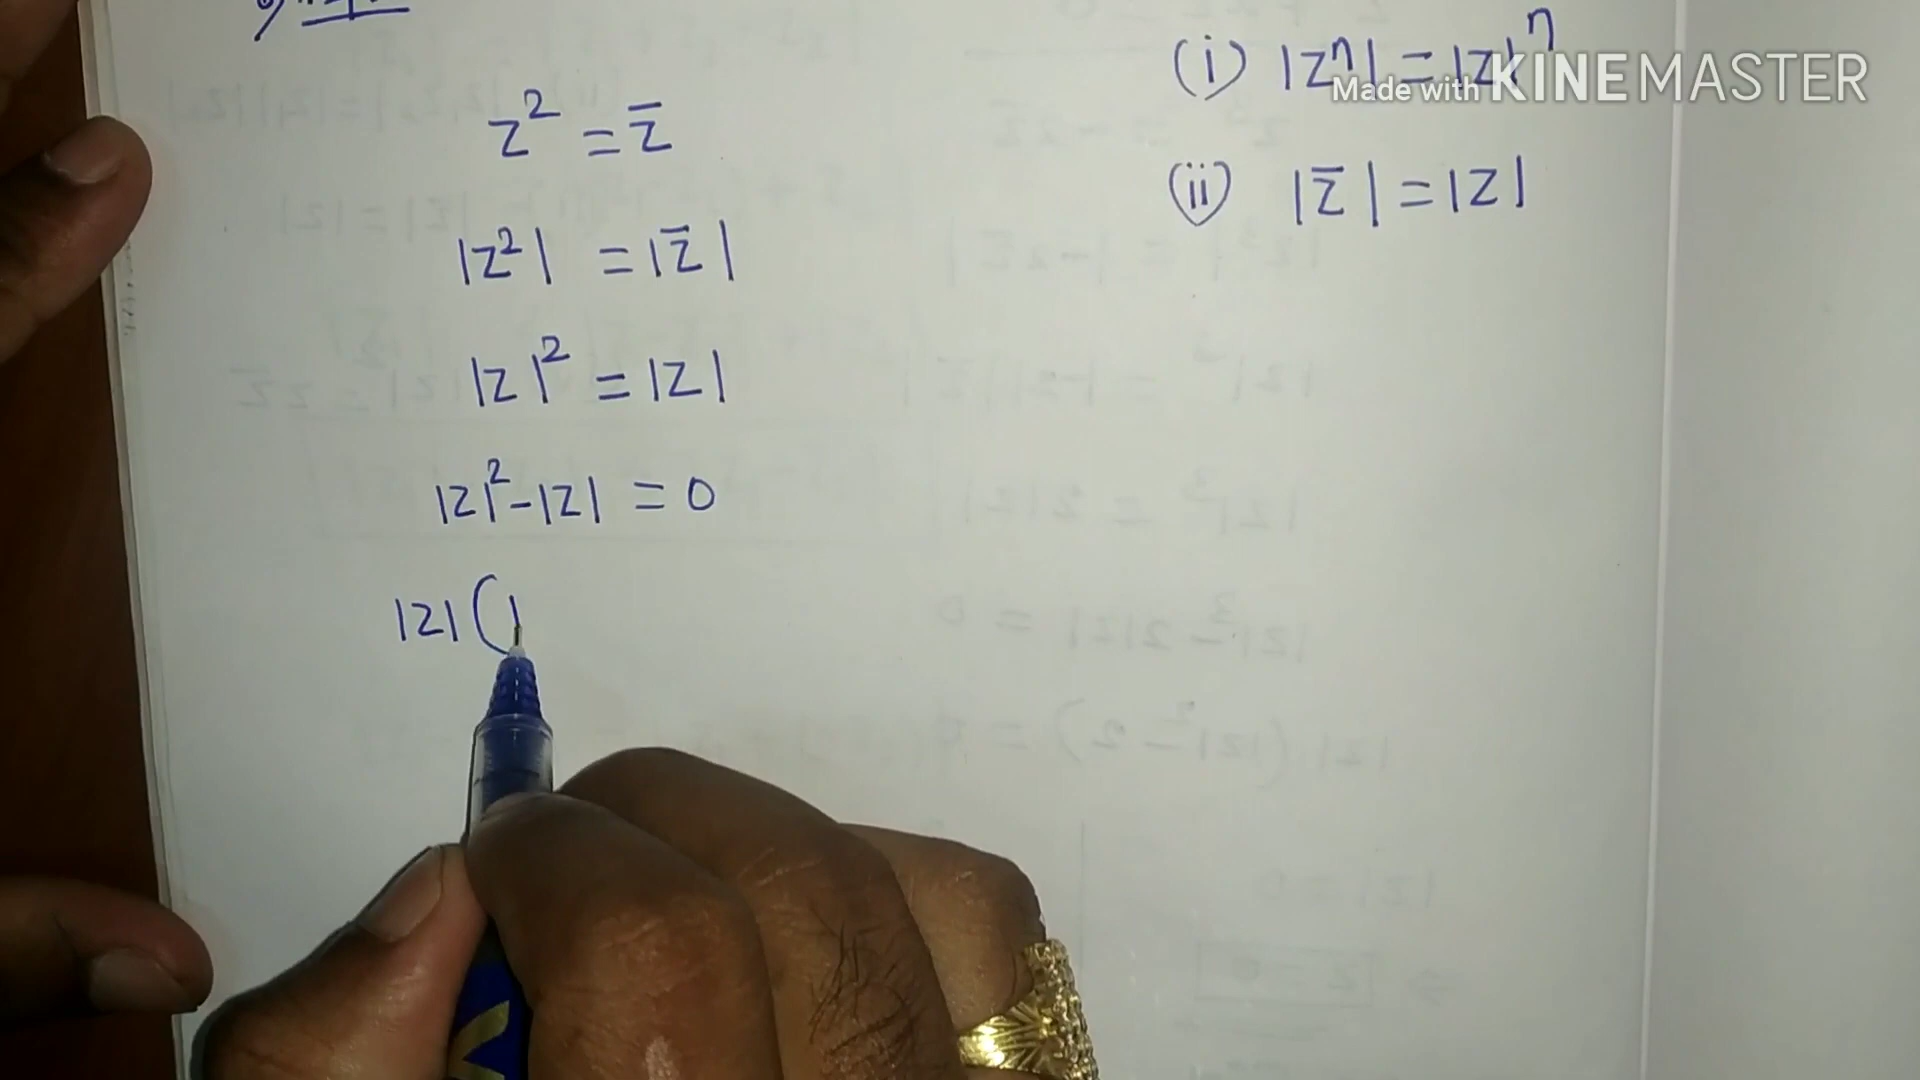 z² = z̄
|z²| = |z̄|
|z|² = |z|
|z|² - |z| = 0
|z| (|
(i) |zⁿ| = |z|ⁿ
Made with KINEMASTER
(ii) |z̄| = |z|